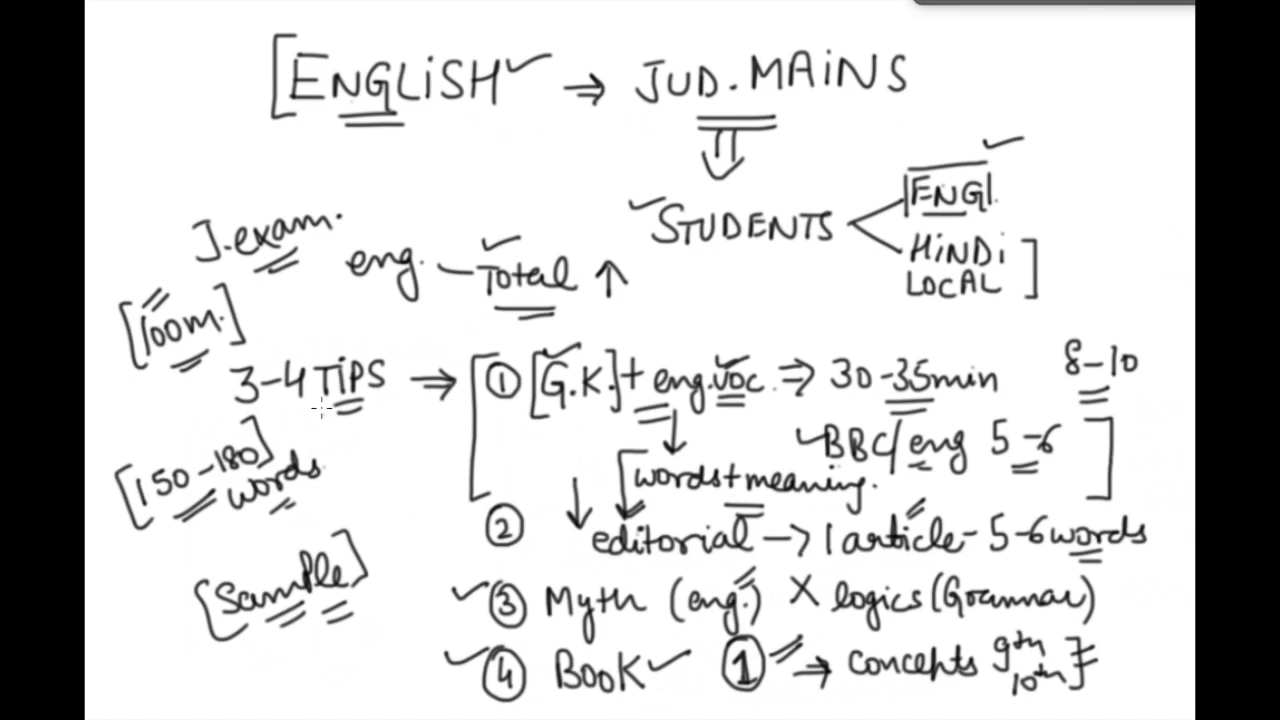 [ENGLiSH ✓ ⇒ JUD. MAiNS
✓ STUDENTS
ENGl.
HiNDi
LOCAL ]
J. exam.
eng. — Total ↑
[100m.]
3-4 TiPS ⇒
① [G.K.] + eng. voc. ⇒ 30-35min
8-10
BBC/eng 5-6
words+meaning.
[150-180]
words
② editorial → 1 article - 5-6 words
[Sample]
✓ ③ Myth (eng.) X logics (Grammar)
✓ ④ BooK ✓ ① → concepts 9th
10th